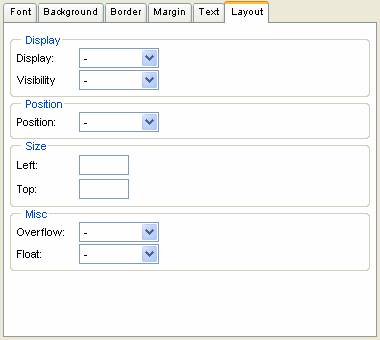 Font Background Border Margin Text Layout
Display
Display: -
Visibility -
Position
Position: -
Size
Left:
Top:
Misc
Overflow: -
Float: -